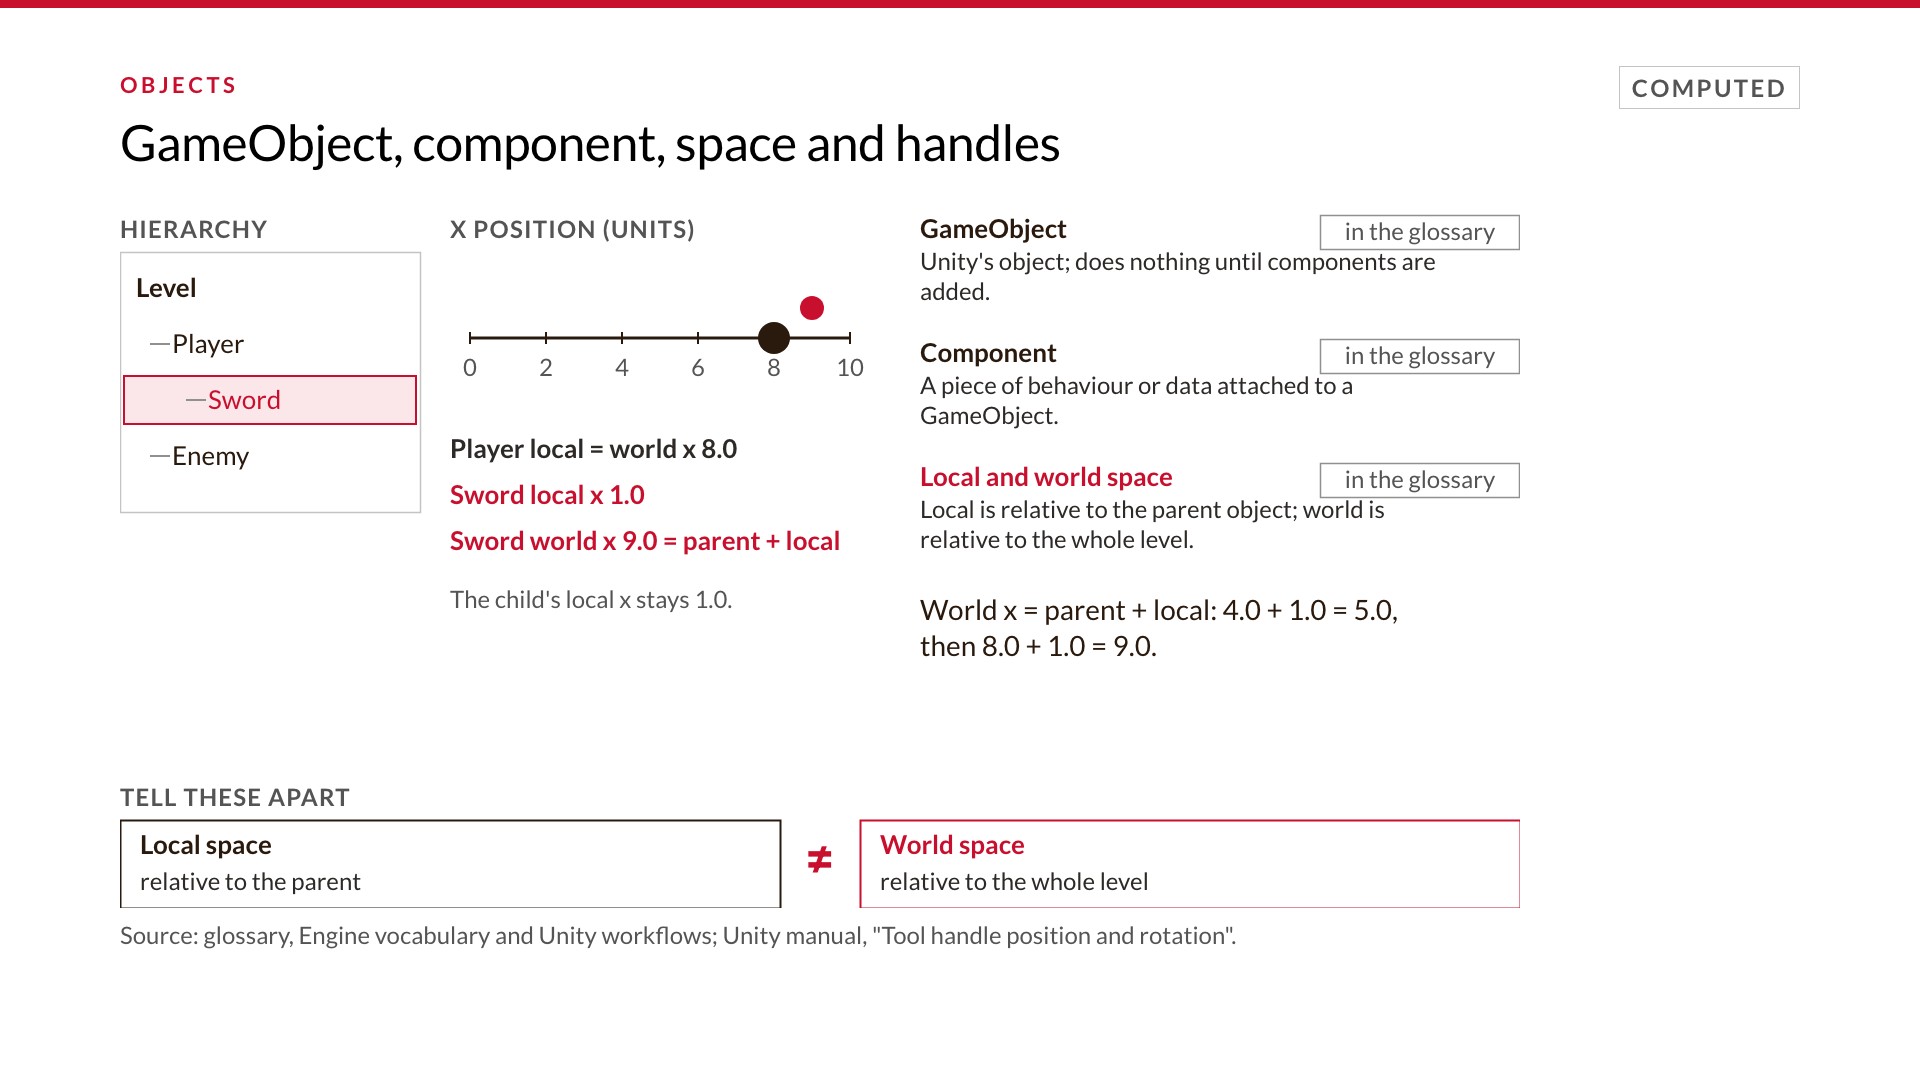 OBJECTS
COMPUTED
GameObject, component, space and handles
HIERARCHY
Level
Player
Sword
Enemy
X POSITION (UNITS)
0 2 4 6 8 10
Player local = world x 8.0
Sword local x 1.0
Sword world x 9.0 = parent + local
The child's local x stays 1.0.
GameObject
in the glossary
Unity's object; does nothing until components are
added.
Component
in the glossary
A piece of behaviour or data attached to a
GameObject.
Local and world space
in the glossary
Local is relative to the parent object; world is
relative to the whole level.
World x = parent + local: 4.0 + 1.0 = 5.0,
then 8.0 + 1.0 = 9.0.
TELL THESE APART
Local space
relative to the parent
≠
World space
relative to the whole level
Source: glossary, Engine vocabulary and Unity workflows; Unity manual, "Tool handle position and rotation".